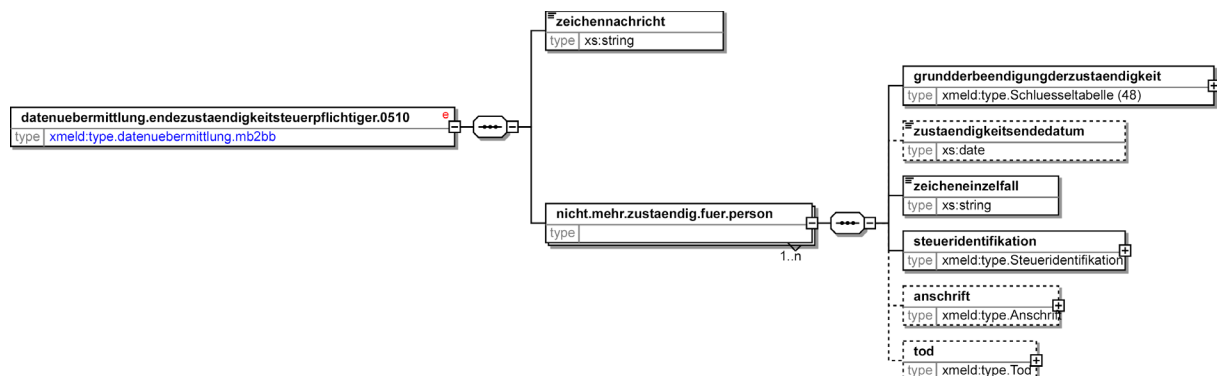 zeichennachricht
type xs:string
grundderbeendigungderzustaendigkeit
type xmeld:type.Schluesseltabelle (48)
datenuebermittlung.endezustaendigkeitsteuerpflichtiger.0510 e
type xmeld:type.datenuebermittlung.mb2bb
zustaendigkeitsendedatum
type xs:date
zeicheneinzelfall
type xs:string
nicht.mehr.zustaendig.fuer.person
type
1..n
steueridentifikation
type xmeld:type.Steueridentifikation
anschrift
type xmeld:type.Anschrift
tod
type xmeld:type.Tod